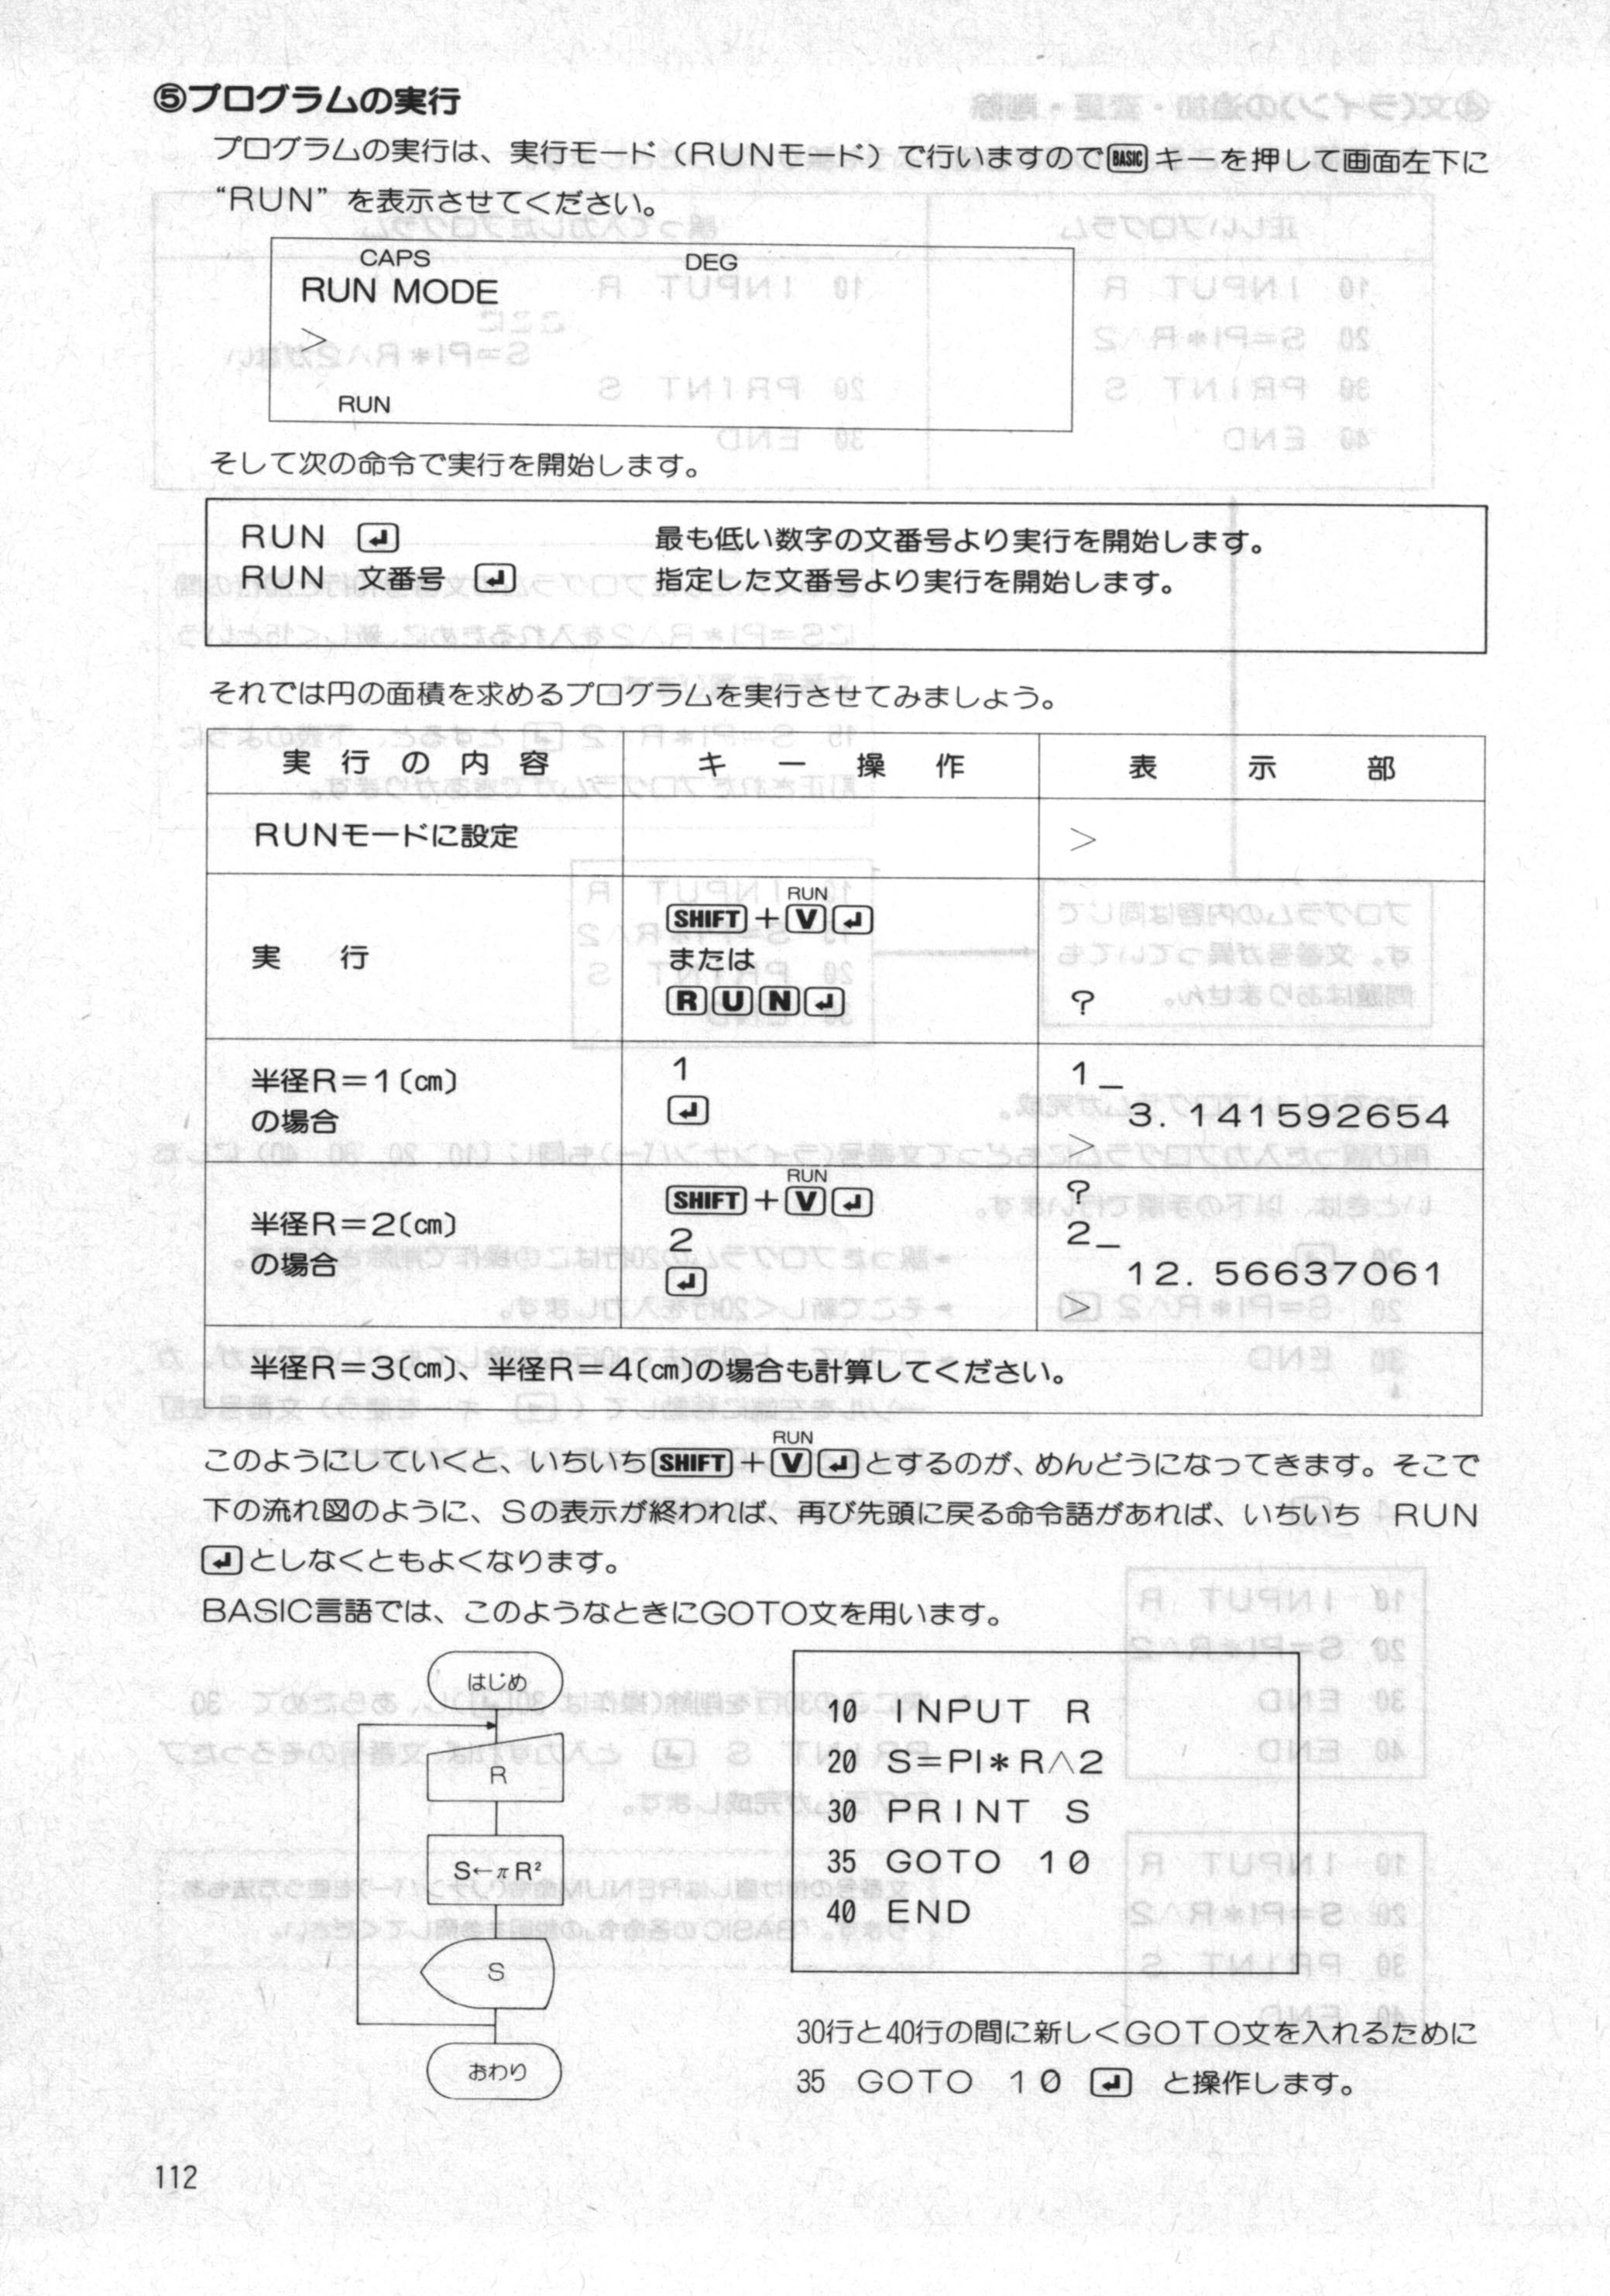 ⑤プログラムの実行
プログラムの実行は、実行モード（RUNモード）で行いますのでBASICキーを押して画面左下に
“RUN”を表示させてください。
CAPS DEG
RUN MODE
>
RUN
そして次の命令で実行を開始します。
RUN ↵ 最も低い数字の文番号より実行を開始します。
RUN 文番号 ↵ 指定した文番号より実行を開始します。
それでは円の面積を求めるプログラムを実行させてみましょう。
実行の内容 キー操作 表示部
RUNモードに設定 >
RUN
SHIFT＋V↵
実行 または
RUN↵ ?
半径R＝1〔cm〕 1 1_
の場合 ↵ 3.141592654
>
RUN
SHIFT＋V↵ ?
半径R＝2〔cm〕 2 2_
の場合 ↵ 12.56637061
>
半径R＝3〔cm〕、半径R＝4〔cm〕の場合も計算してください。
RUN
このようにしていくと、いちいちSHIFT＋V↵とするのが、めんどうになってきます。そこで
下の流れ図のように、Sの表示が終われば、再び先頭に戻る命令語があれば、いちいち RUN
↵としなくともよくなります。
BASIC言語では、このようなときにGOTO文を用います。
はじめ
R
S←πR²
S
おわり
10 INPUT R
20 S=PI*R∧2
30 PRINT S
35 GOTO 10
40 END
30行と40行の間に新しくGOTO文を入れるために
35 GOTO 10 ↵ と操作します。
112